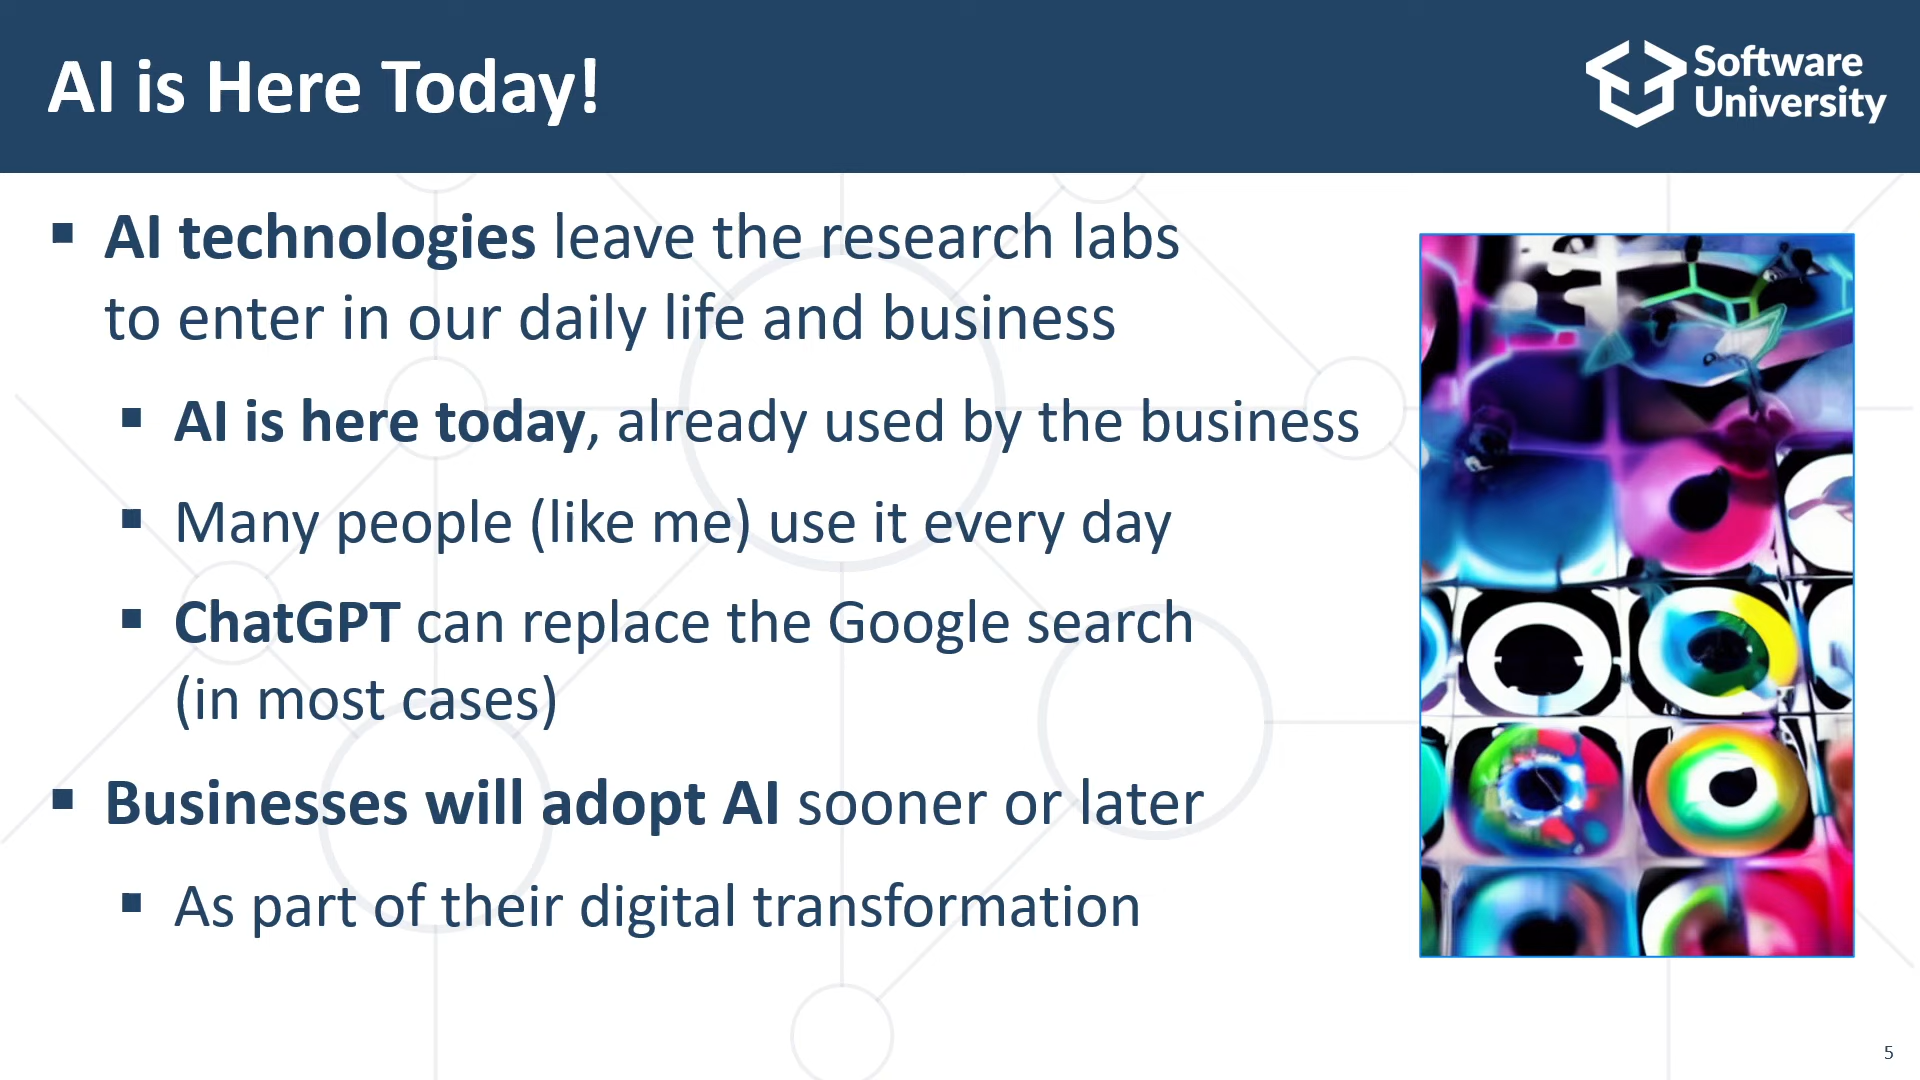 AI is Here Today!
Software
University
▪ AI technologies leave the research labs
to enter in our daily life and business
▪ AI is here today, already used by the business
▪ Many people (like me) use it every day
▪ ChatGPT can replace the Google search
(in most cases)
▪ Businesses will adopt AI sooner or later
▪ As part of their digital transformation
5